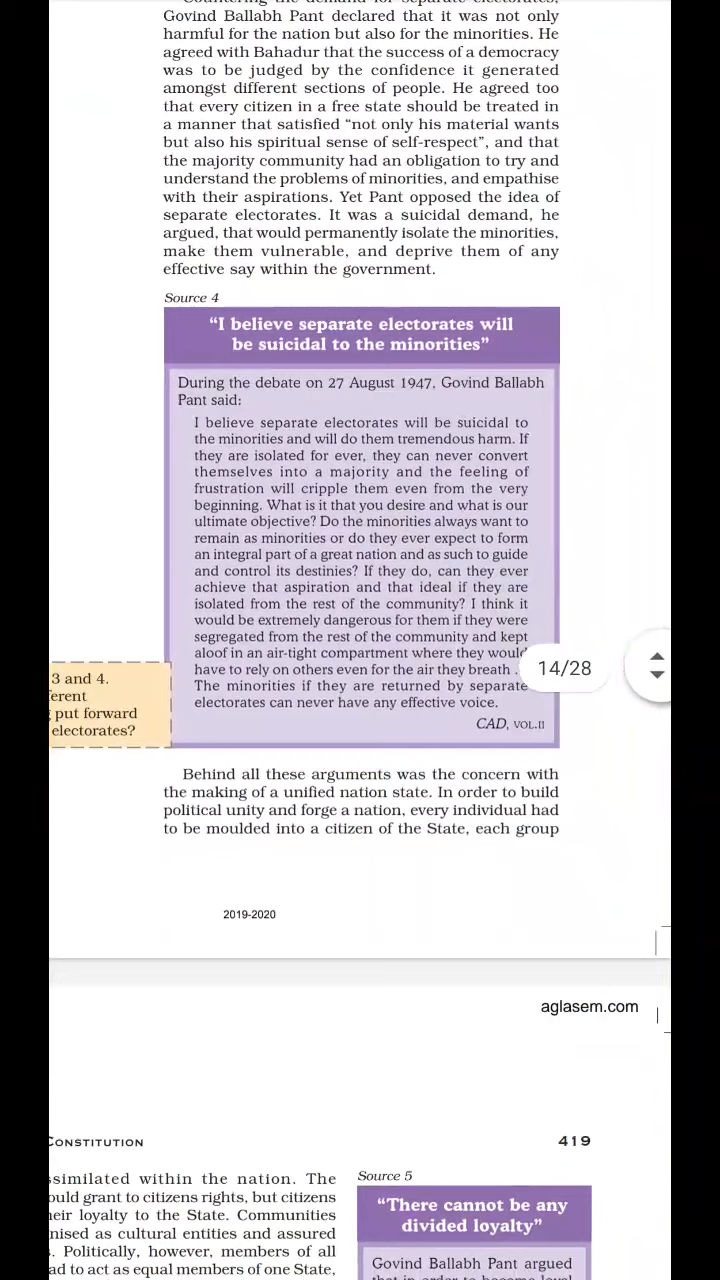 Countering the demand for separate electorates,
Govind Ballabh Pant declared that it was not only
harmful for the nation but also for the minorities. He
agreed with Bahadur that the success of a democracy
was to be judged by the confidence it generated
amongst different sections of people. He agreed too
that every citizen in a free state should be treated in
a manner that satisfied “not only his material wants
but also his spiritual sense of self-respect”, and that
the majority community had an obligation to try and
understand the problems of minorities, and empathise
with their aspirations. Yet Pant opposed the idea of
separate electorates. It was a suicidal demand, he
argued, that would permanently isolate the minorities,
make them vulnerable, and deprive them of any
effective say within the government.
Source 4
“I believe separate electorates will
be suicidal to the minorities”
During the debate on 27 August 1947, Govind Ballabh
Pant said:
I believe separate electorates will be suicidal to
the minorities and will do them tremendous harm. If
they are isolated for ever, they can never convert
themselves into a majority and the feeling of
frustration will cripple them even from the very
beginning. What is it that you desire and what is our
ultimate objective? Do the minorities always want to
remain as minorities or do they ever expect to form
an integral part of a great nation and as such to guide
and control its destinies? If they do, can they ever
achieve that aspiration and that ideal if they are
isolated from the rest of the community? I think it
would be extremely dangerous for them if they were
segregated from the rest of the community and kept
aloof in an air-tight compartment where they would
have to rely on others even for the air they breath .
The minorities if they are returned by separate
electorates can never have any effective voice.
CAD, VOL.II
3 and 4.
ferent
put forward
electorates?
14/28
Behind all these arguments was the concern with
the making of a unified nation state. In order to build
political unity and forge a nation, every individual had
to be moulded into a citizen of the State, each group
2019-2020
aglasem.com
CONSTITUTION
419
ssimilated within the nation. The
ould grant to citizens rights, but citizens
heir loyalty to the State. Communities
nised as cultural entities and assured
. Politically, however, members of all
ad to act as equal members of one State,
Source 5
“There cannot be any
divided loyalty”
Govind Ballabh Pant argued
that in order to become loyal